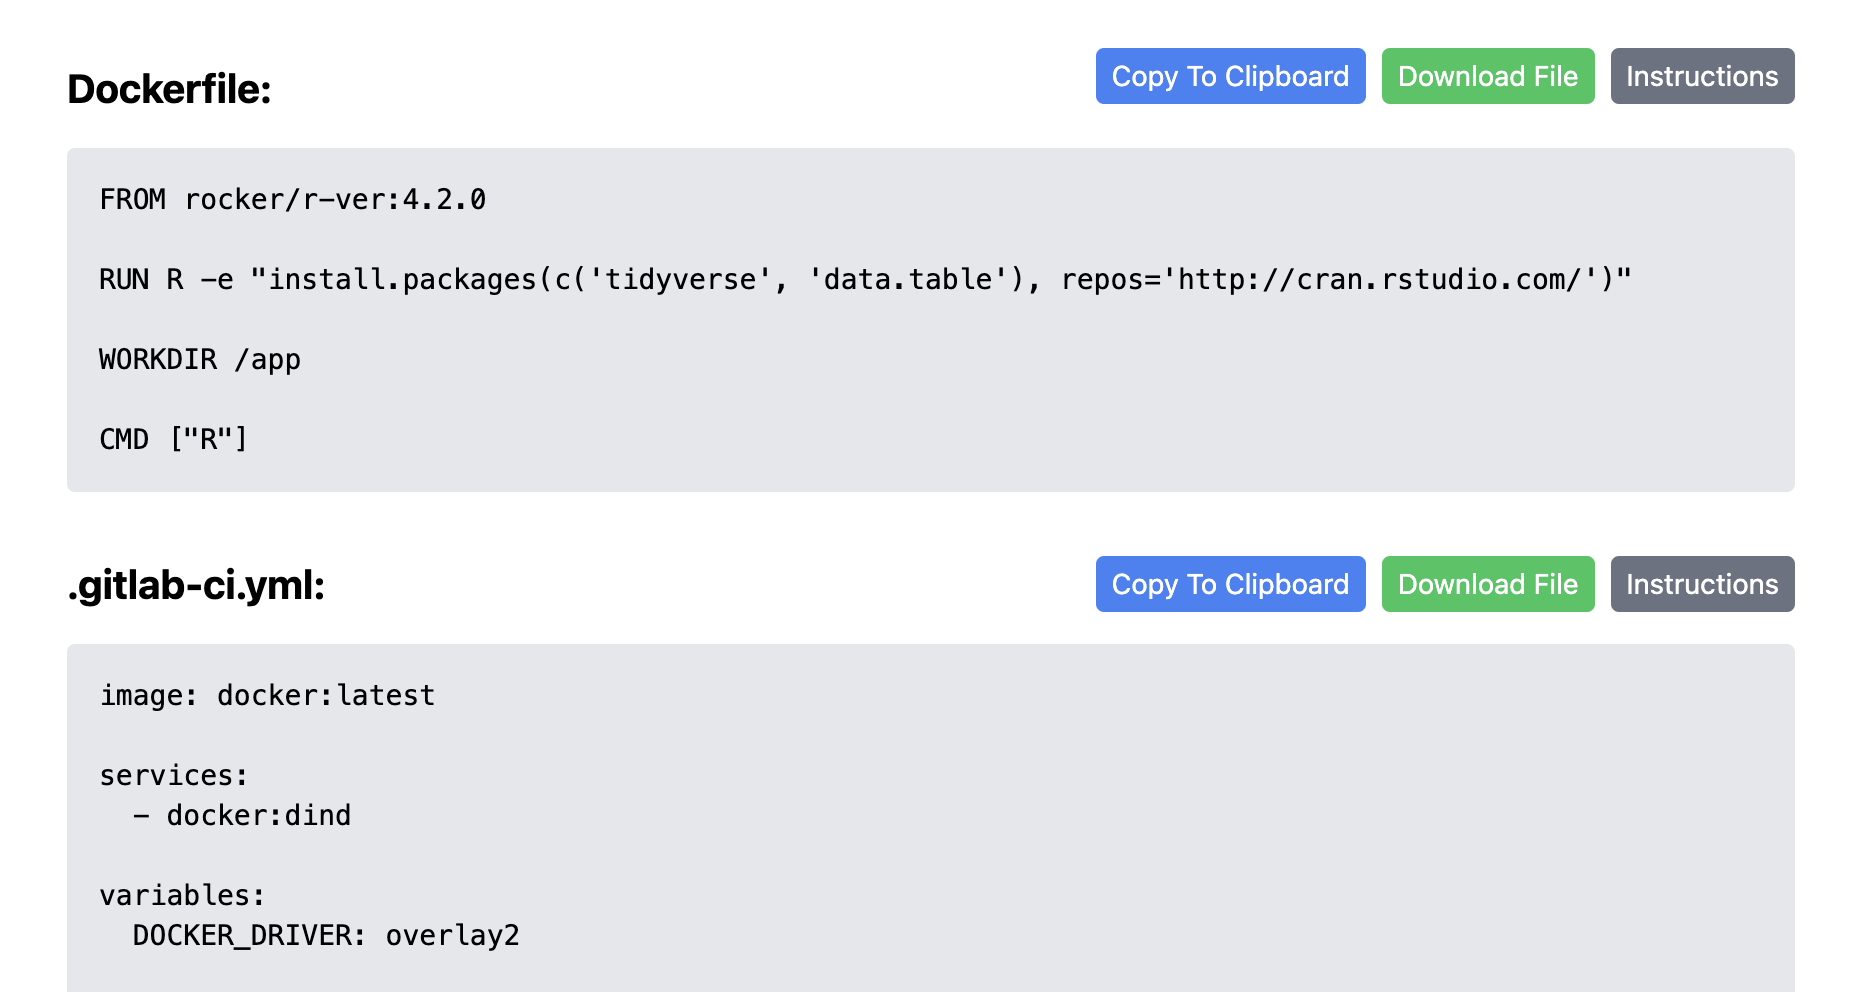 Dockerfile:
Copy To Clipboard
Download File
Instructions
FROM rocker/r-ver:4.2.0
RUN R -e "install.packages(c('tidyverse', 'data.table'), repos='http://cran.rstudio.com/')"
WORKDIR /app
CMD ["R"]
.gitlab-ci.yml:
Copy To Clipboard
Download File
Instructions
image: docker:latest
services:
  - docker:dind
variables:
  DOCKER_DRIVER: overlay2